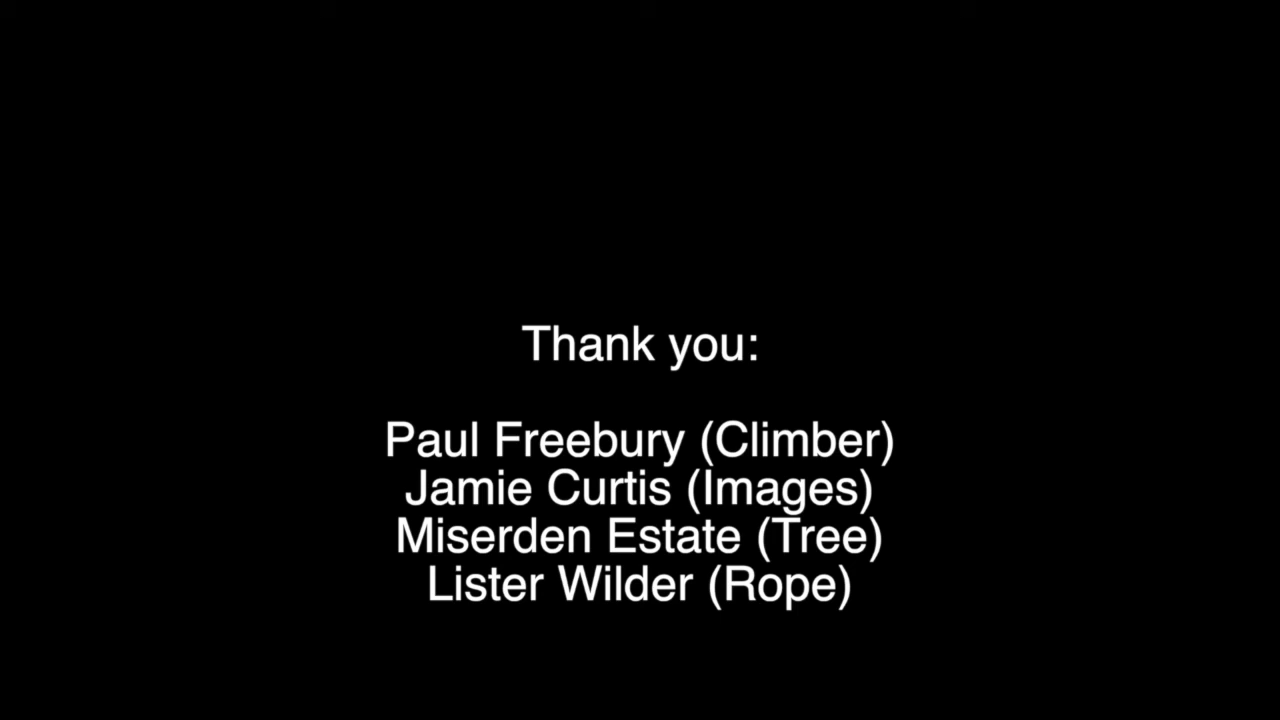 Thank you:
Paul Freebury (Climber)
Jamie Curtis (Images)
Miserden Estate (Tree)
Lister Wilder (Rope)